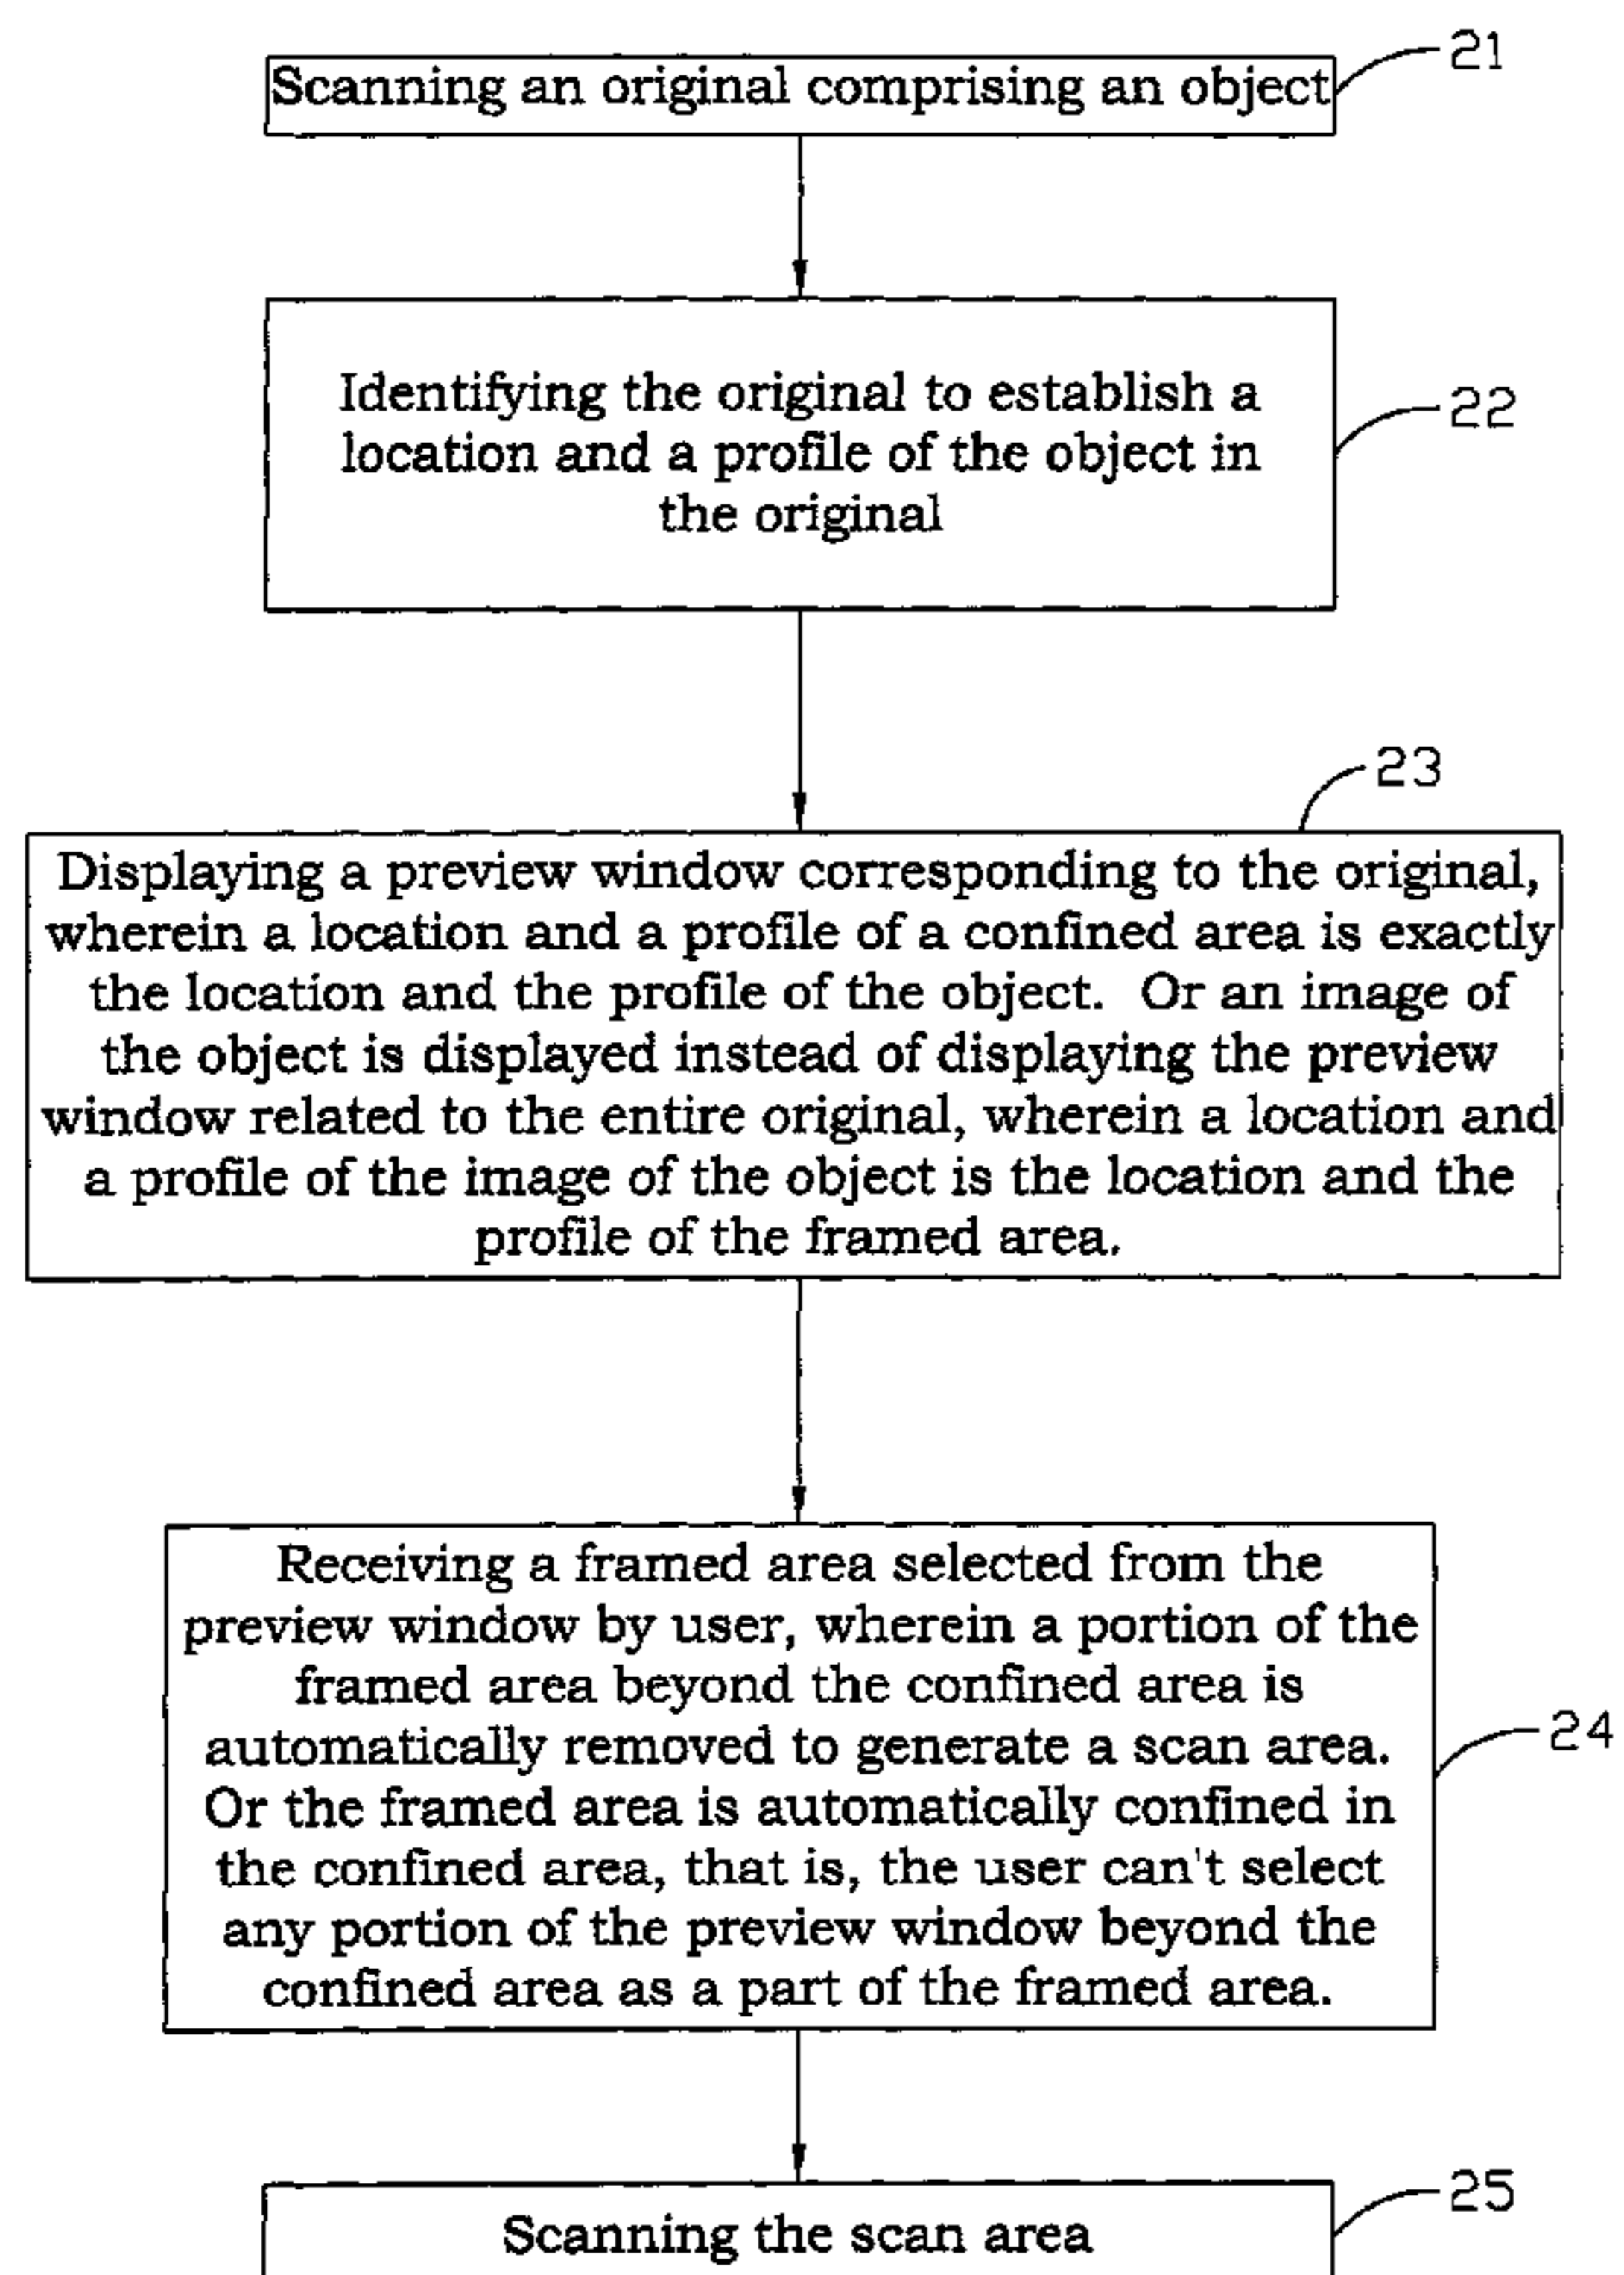 21
Scanning an original comprising an object
Identifying the original to establish a
location and a profile of the object in
the original
22
23
Displaying a preview window corresponding to the original,
wherein a location and a profile of a confined area is exactly
the location and the profile of the object.  Or an image of
the object is displayed instead of displaying the preview
window related to the entire original, wherein a location and
a profile of the image of the object is the location and the
profile of the framed area.
Receiving a framed area selected from the
preview window by user, wherein a portion of the
framed area beyond the confined area is
automatically removed to generate a scan area.
Or the framed area is automatically confined in
the confined area, that is, the user can't select
any portion of the preview window beyond the
confined area as a part of the framed area.
24
25
Scanning the scan area